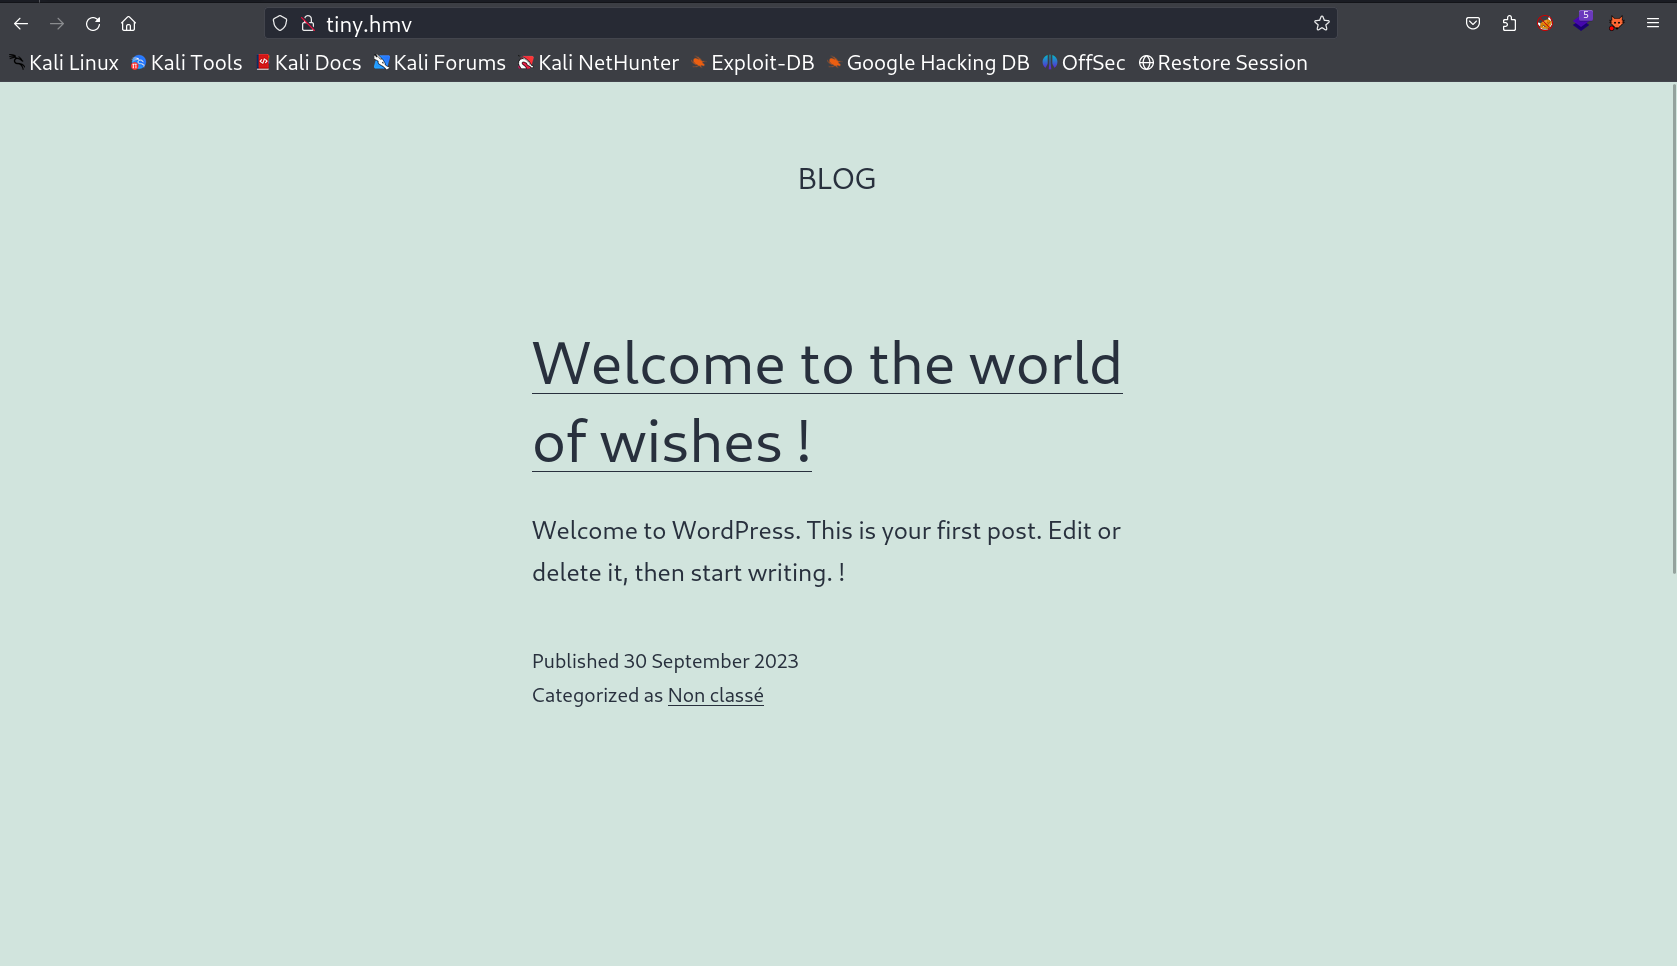 tiny.hmv
5
Kali Linux Kali Tools Kali Docs Kali Forums Kali NetHunter Exploit-DB Google Hacking DB OffSec Restore Session
BLOG
Welcome to the world
of wishes !
Welcome to WordPress. This is your first post. Edit or
delete it, then start writing. !
Published 30 September 2023
Categorized as Non classé